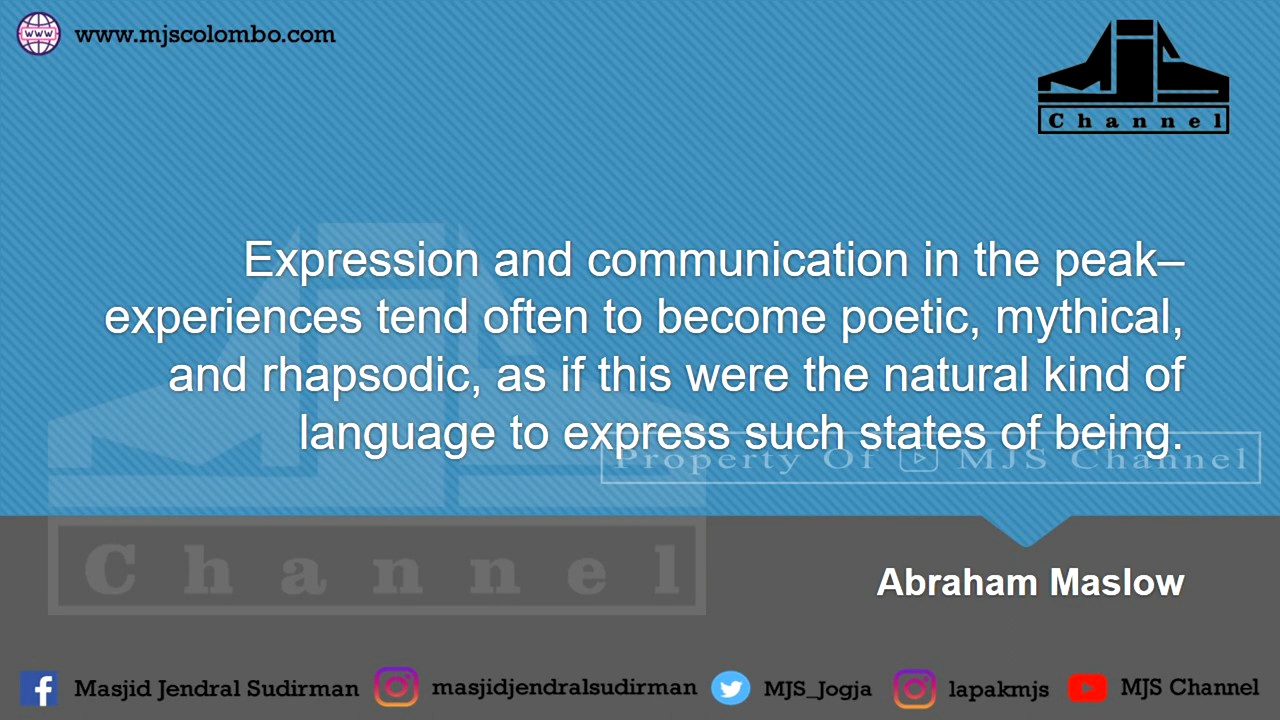 www
www.mjscolombo.com
MJS
Channel
Expression and communication in the peak–
experiences tend often to become poetic, mythical,
and rhapsodic, as if this were the natural kind of
language to express such states of being.
Property Of MJS Channel
Channel
Abraham Maslow
Masjid Jendral Sudirman
masjidjendralsudirman
MJS_Jogja
lapakmjs
MJS Channel